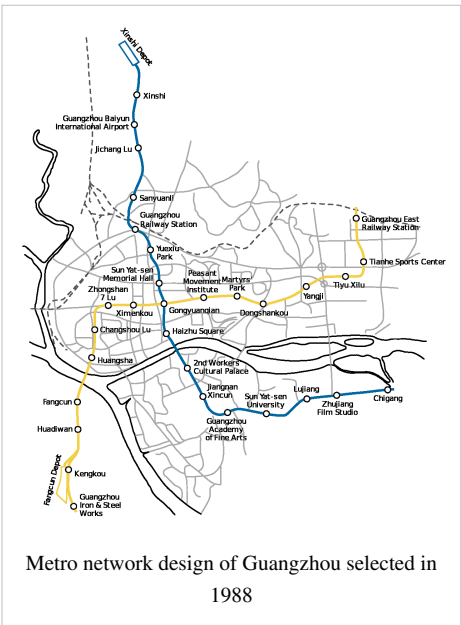 Xinshi Depot
Xinshi
Guangzhou Baiyun
International Airport
Jichang Lu
Sanyuanli
Guangzhou
Railway Station
Guangzhou East
Railway Station
Yuexiu
Park
Sun Yat-sen
Memorial Hall
Peasant
Movement
Institute
Martyrs'
Park
Tianhe Sports Center
Tiyu Xilu
Zhongshan
7 Lu
Yangji
Ximenkou
Gongyuanqian
Dongshankou
Changshou Lu
Haizhu Square
Huangsha
2nd Workers'
Cultural Palace
Jiangnan
Xincun
Sun Yat-sen
University
Lujiang
Zhujiang
Film Studio
Chigang
Fangcun
Guangzhou
Academy
of Fine Arts
Huadiwan
Fangcun Depot
Kengkou
Guangzhou
Iron & Steel
Works
Metro network design of Guangzhou selected in
1988